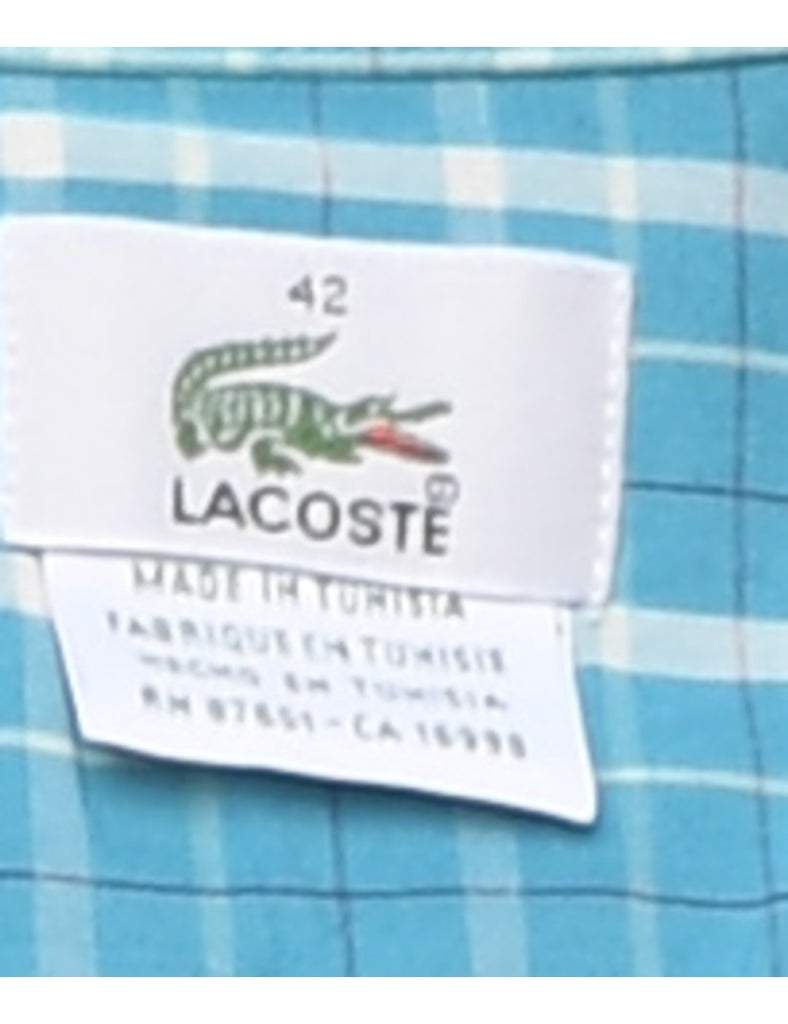 42
LACOSTE
MADE IN TUNISIA
FABRIQUE EN TUNISIE
HECHO EN TUNISIA
RN 87651 - CA 16998